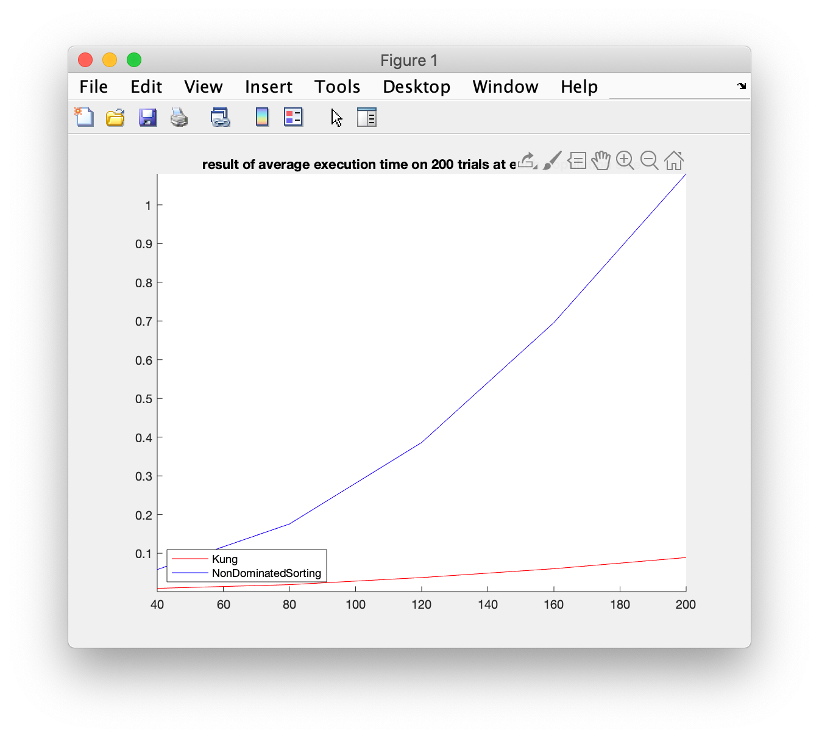 Figure 1
File Edit View Insert Tools Desktop Window Help
result of average execution time on 200 trials at
1
0.9
0.8
0.7
0.6
0.5
0.4
0.3
0.2
0.1
Kung
NonDominatedSorting
40 60 80 100 120 140 160 180 200